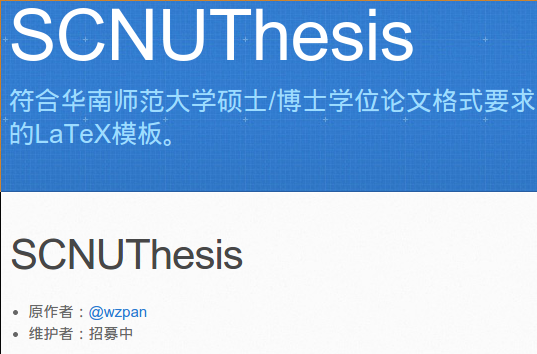 SCNUThesis
符合华南师范大学硕士/博士学位论文格式要求
的LaTeX模板。
SCNUThesis
原作者：@wzpan
维护者：招募中